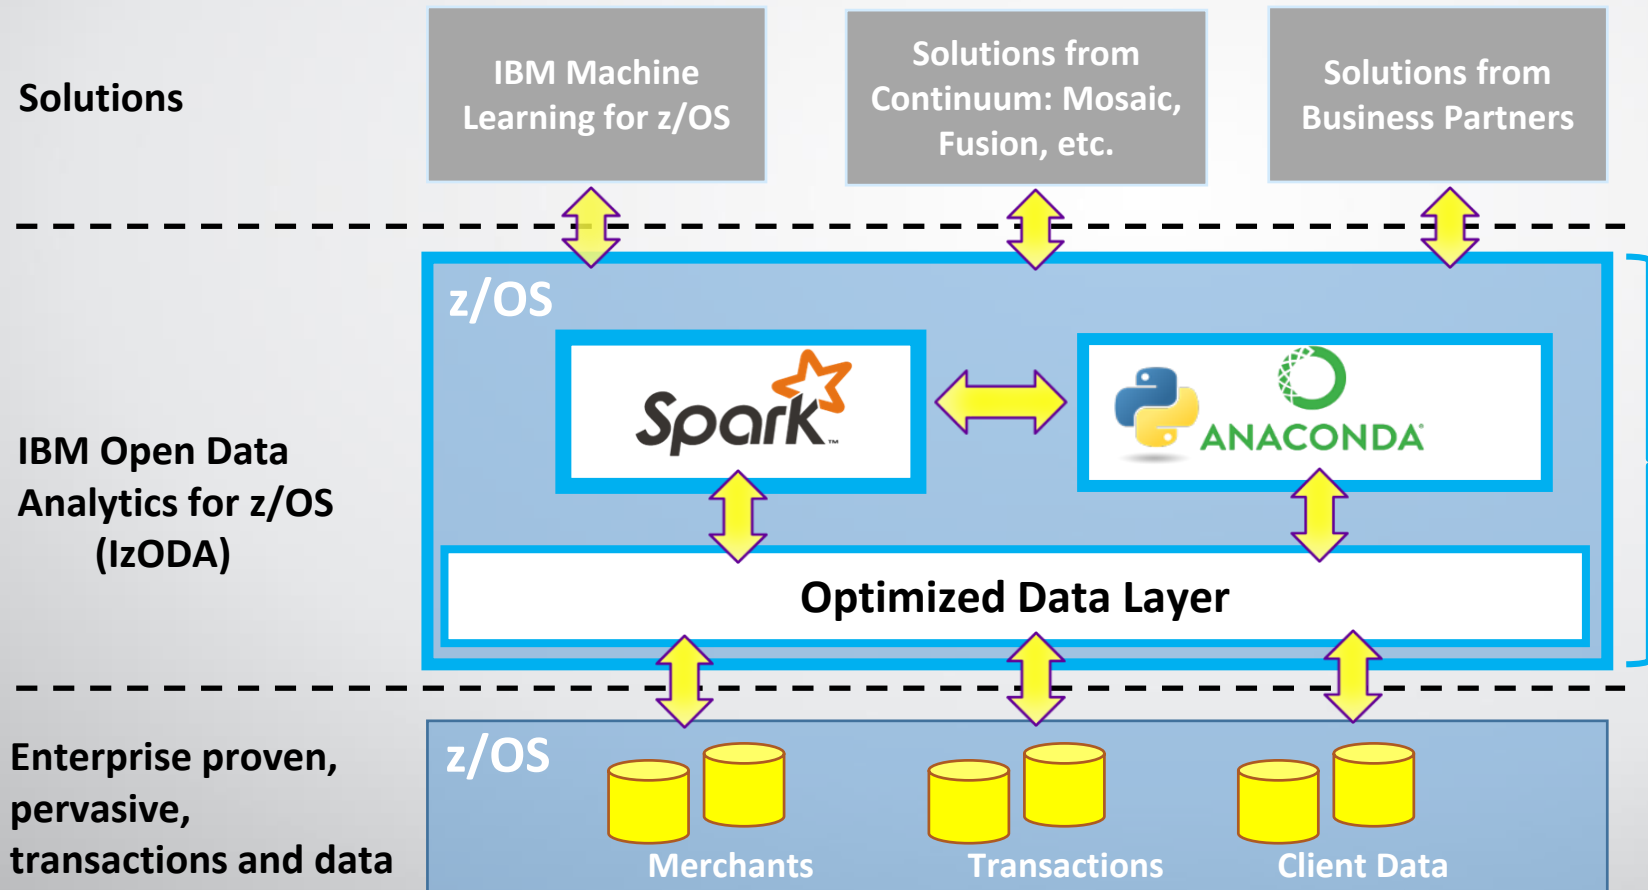 Solutions
IBM Machine
Learning for z/OS
Solutions from
Continuum: Mosaic,
Fusion, etc.
Solutions from
Business Partners
IBM Open Data
Analytics for z/OS
(IzODA)
z/OS
Spark™
ANACONDA®
Optimized Data Layer
Enterprise proven,
pervasive,
transactions and data
z/OS
Merchants
Transactions
Client Data